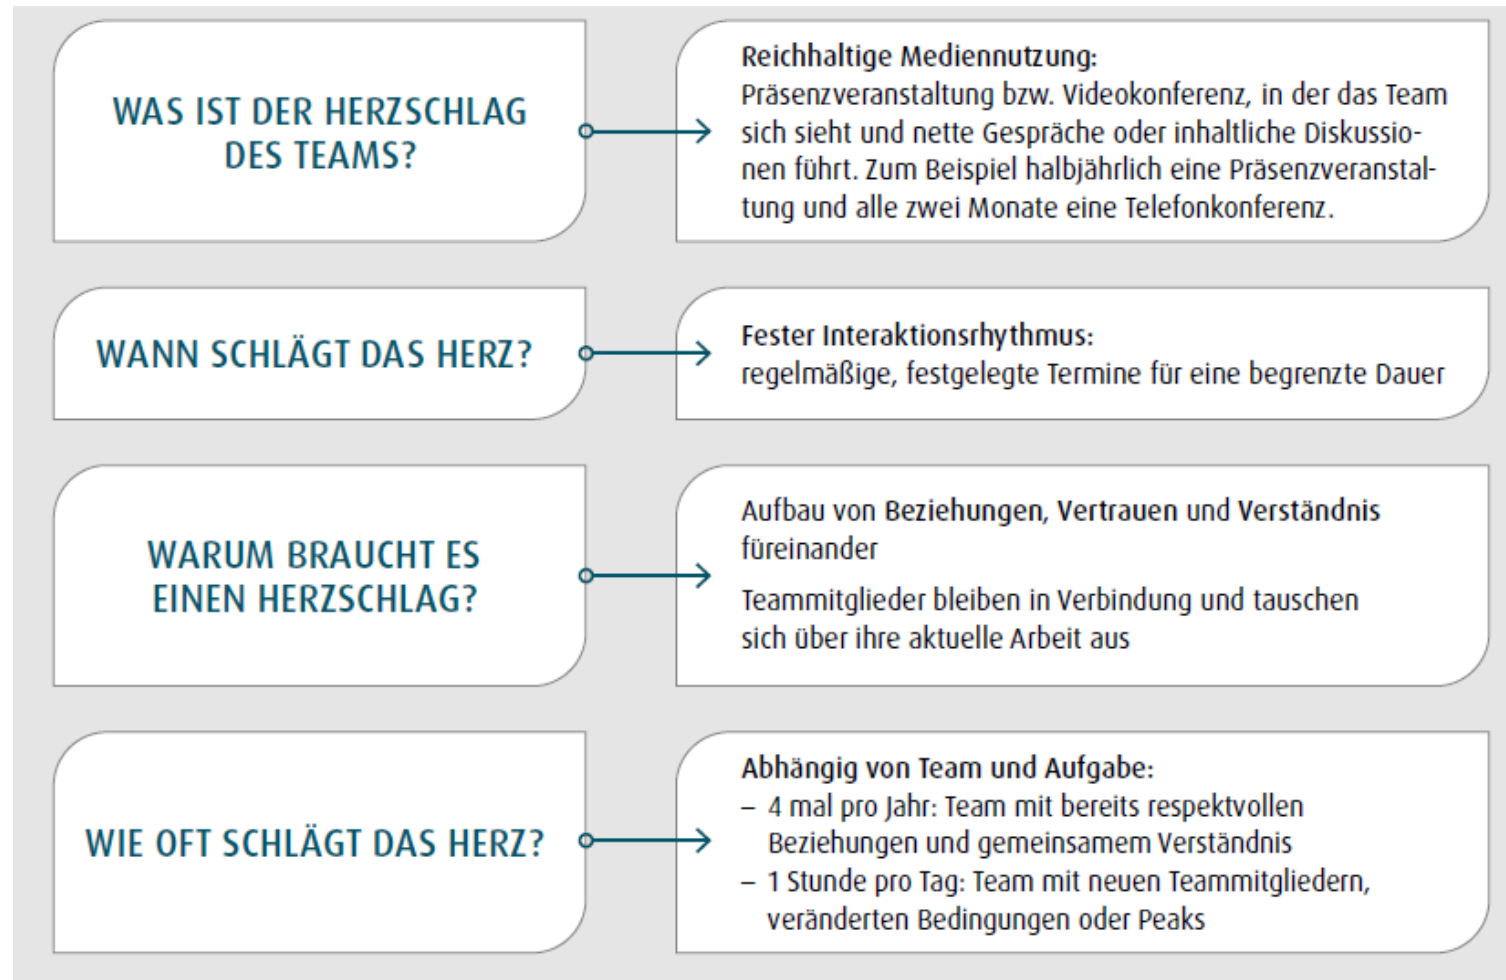 WAS IST DER HERZSCHLAG
DES TEAMS?
Reichhaltige Mediennutzung:
Präsenzveranstaltung bzw. Videokonferenz, in der das Team
sich sieht und nette Gespräche oder inhaltliche Diskussio-
nen führt. Zum Beispiel halbjährlich eine Präsenzveranstal-
tung und alle zwei Monate eine Telefonkonferenz.
WANN SCHLÄGT DAS HERZ?
Fester Interaktionsrhythmus:
regelmäßige, festgelegte Termine für eine begrenzte Dauer
WARUM BRAUCHT ES
EINEN HERZSCHLAG?
Aufbau von Beziehungen, Vertrauen und Verständnis
füreinander
Teammitglieder bleiben in Verbindung und tauschen
sich über ihre aktuelle Arbeit aus
WIE OFT SCHLÄGT DAS HERZ?
Abhängig von Team und Aufgabe:
– 4 mal pro Jahr: Team mit bereits respektvollen
Beziehungen und gemeinsamem Verständnis
– 1 Stunde pro Tag: Team mit neuen Teammitgliedern,
veränderten Bedingungen oder Peaks